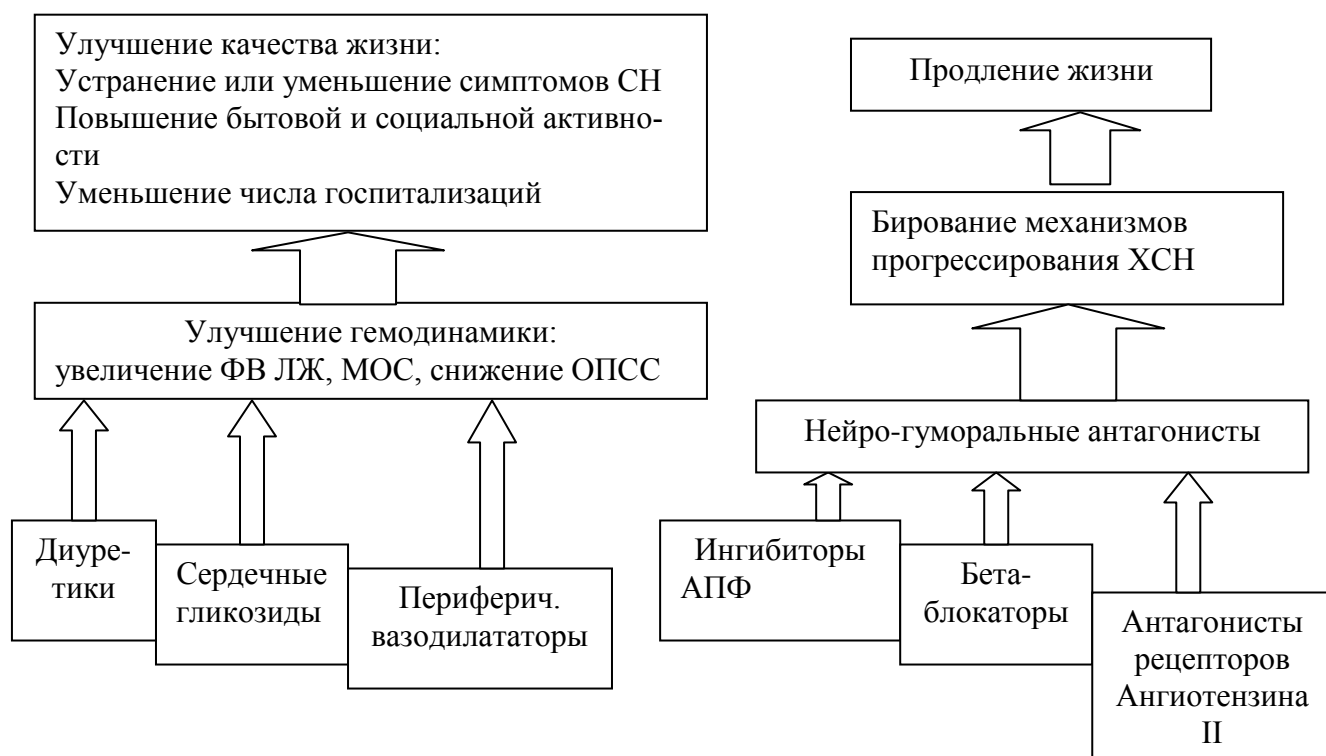 Улучшение качества жизни:
Устранение или уменьшение симптомов СН
Повышение бытовой и социальной активно-
сти
Уменьшение числа госпитализаций
Продление жизни
Бирование механизмов
прогрессирования ХСН
Улучшение гемодинамики:
увеличение ФВ ЛЖ, МОС, снижение ОПСС
Нейро-гуморальные антагонисты
Диуре-
тики
Сердечные
гликозиды
Периферич.
вазодилататоры
Ингибиторы
АПФ
Бета-
блокаторы
Антагонисты
рецепторов
Ангиотензина
II